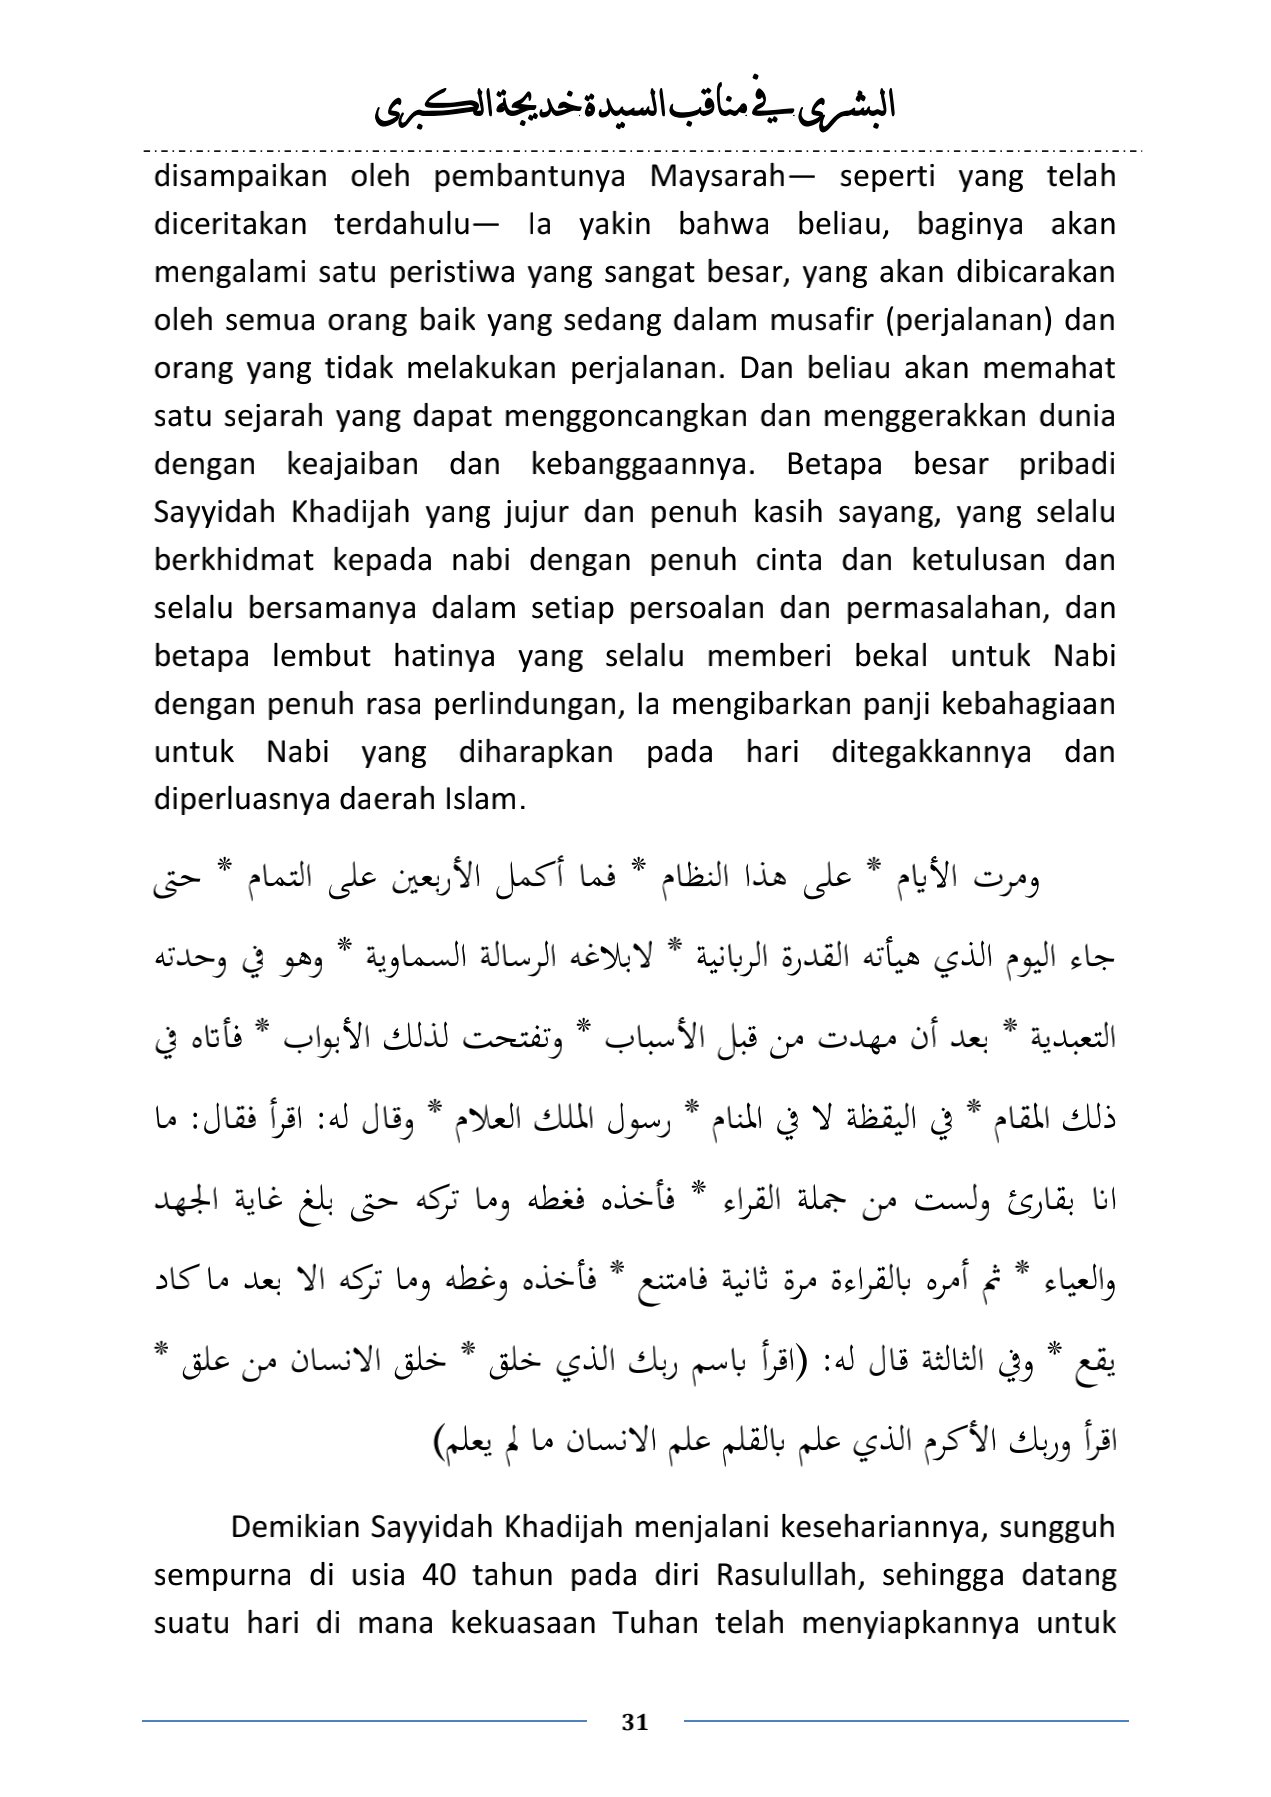 البشرى في مناقب السيدة خديجة الكبرى
disampaikan oleh pembantunya Maysarah— seperti yang telah
diceritakan terdahulu— Ia yakin bahwa beliau, baginya akan
mengalami satu peristiwa yang sangat besar, yang akan dibicarakan
oleh semua orang baik yang sedang dalam musafir (perjalanan) dan
orang yang tidak melakukan perjalanan. Dan beliau akan memahat
satu sejarah yang dapat menggoncangkan dan menggerakkan dunia
dengan keajaiban dan kebanggaannya. Betapa besar pribadi
Sayyidah Khadijah yang jujur dan penuh kasih sayang, yang selalu
berkhidmat kepada nabi dengan penuh cinta dan ketulusan dan
selalu bersamanya dalam setiap persoalan dan permasalahan, dan
betapa lembut hatinya yang selalu memberi bekal untuk Nabi
dengan penuh rasa perlindungan, Ia mengibarkan panji kebahagiaan
untuk Nabi yang diharapkan pada hari ditegakkannya dan
diperluasnya daerah Islam.
ومرت الأيام * على هذا النظام * فما أكمل الأربعين على التمام * حتى
جاء اليوم الذي هيأته القدرة الربانية * لابلاغه الرسالة السماوية * وهو في وحدته
التعبدية * بعد أن مهدت من قبل الأسباب * وتفتحت لذلك الأبواب * فأتاه في
ذلك المقام * في اليقظة لا في المنام * رسول الملك العلام * وقال له: اقرأ فقال: ما
انا بقارئ ولست من جملة القراء * فأخذه فغطه وما تركه حتى بلغ غاية الجهد
والعياء * ثم أمره بالقراءة مرة ثانية فامتنع * فأخذه وغطه وما تركه الا بعد ما كاد
يقع * وفي الثالثة قال له: (اقرأ باسم ربك الذي خلق * خلق الانسان من علق *
اقرأ وربك الأكرم الذي علم بالقلم علم الانسان ما لم يعلم)
Demikian Sayyidah Khadijah menjalani kesehariannya, sungguh
sempurna di usia 40 tahun pada diri Rasulullah, sehingga datang
suatu hari di mana kekuasaan Tuhan telah menyiapkannya untuk
31